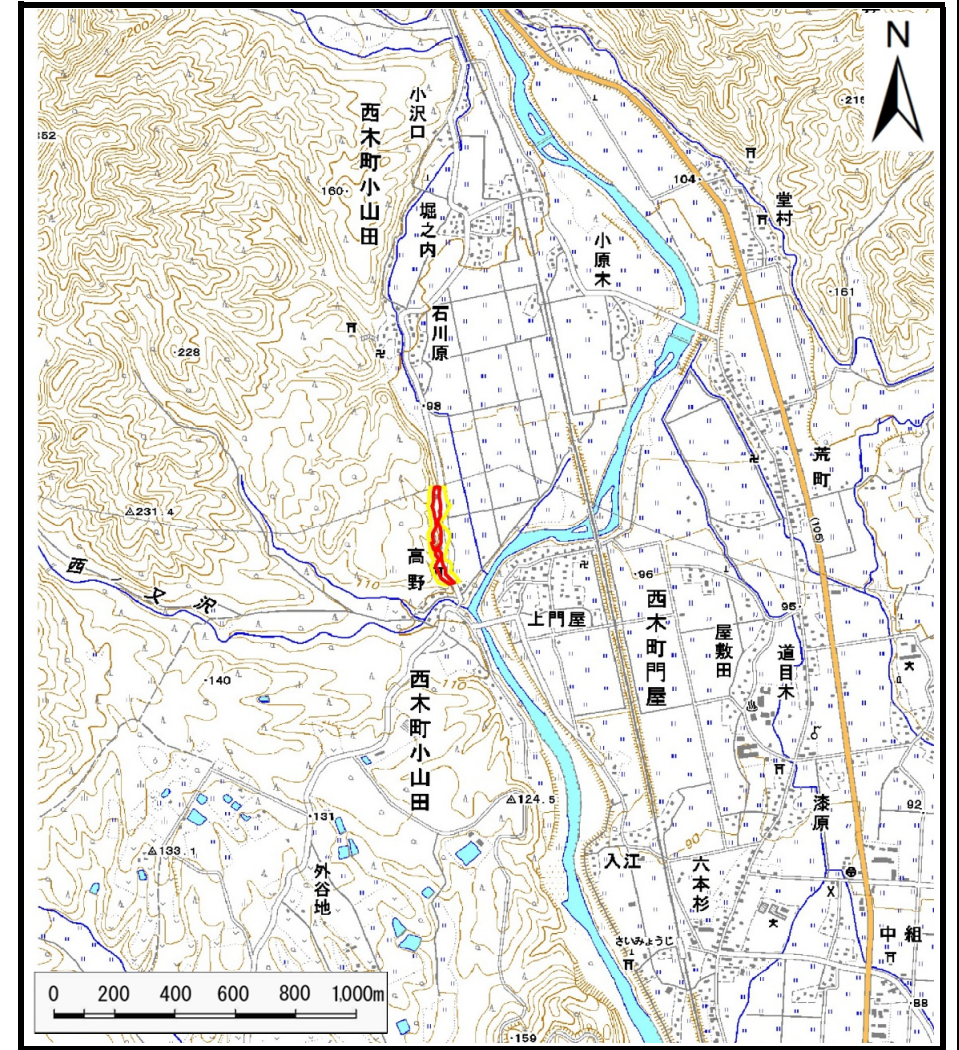 N
小沢口
西木町小山田
160
堀之内
小原木
104
堂村
161
石川原
228
98
荒町
(105)
231.4
高野
西ノ又沢
110
上門屋
96
西木町門屋
屋敷田
95
道目木
140
西木町小山田
110
124.5
漆原
92
131
133.1
外谷地
入江
90
六本杉
さいみょうじ
中組
88
159
0 200 400 600 800 1,000m